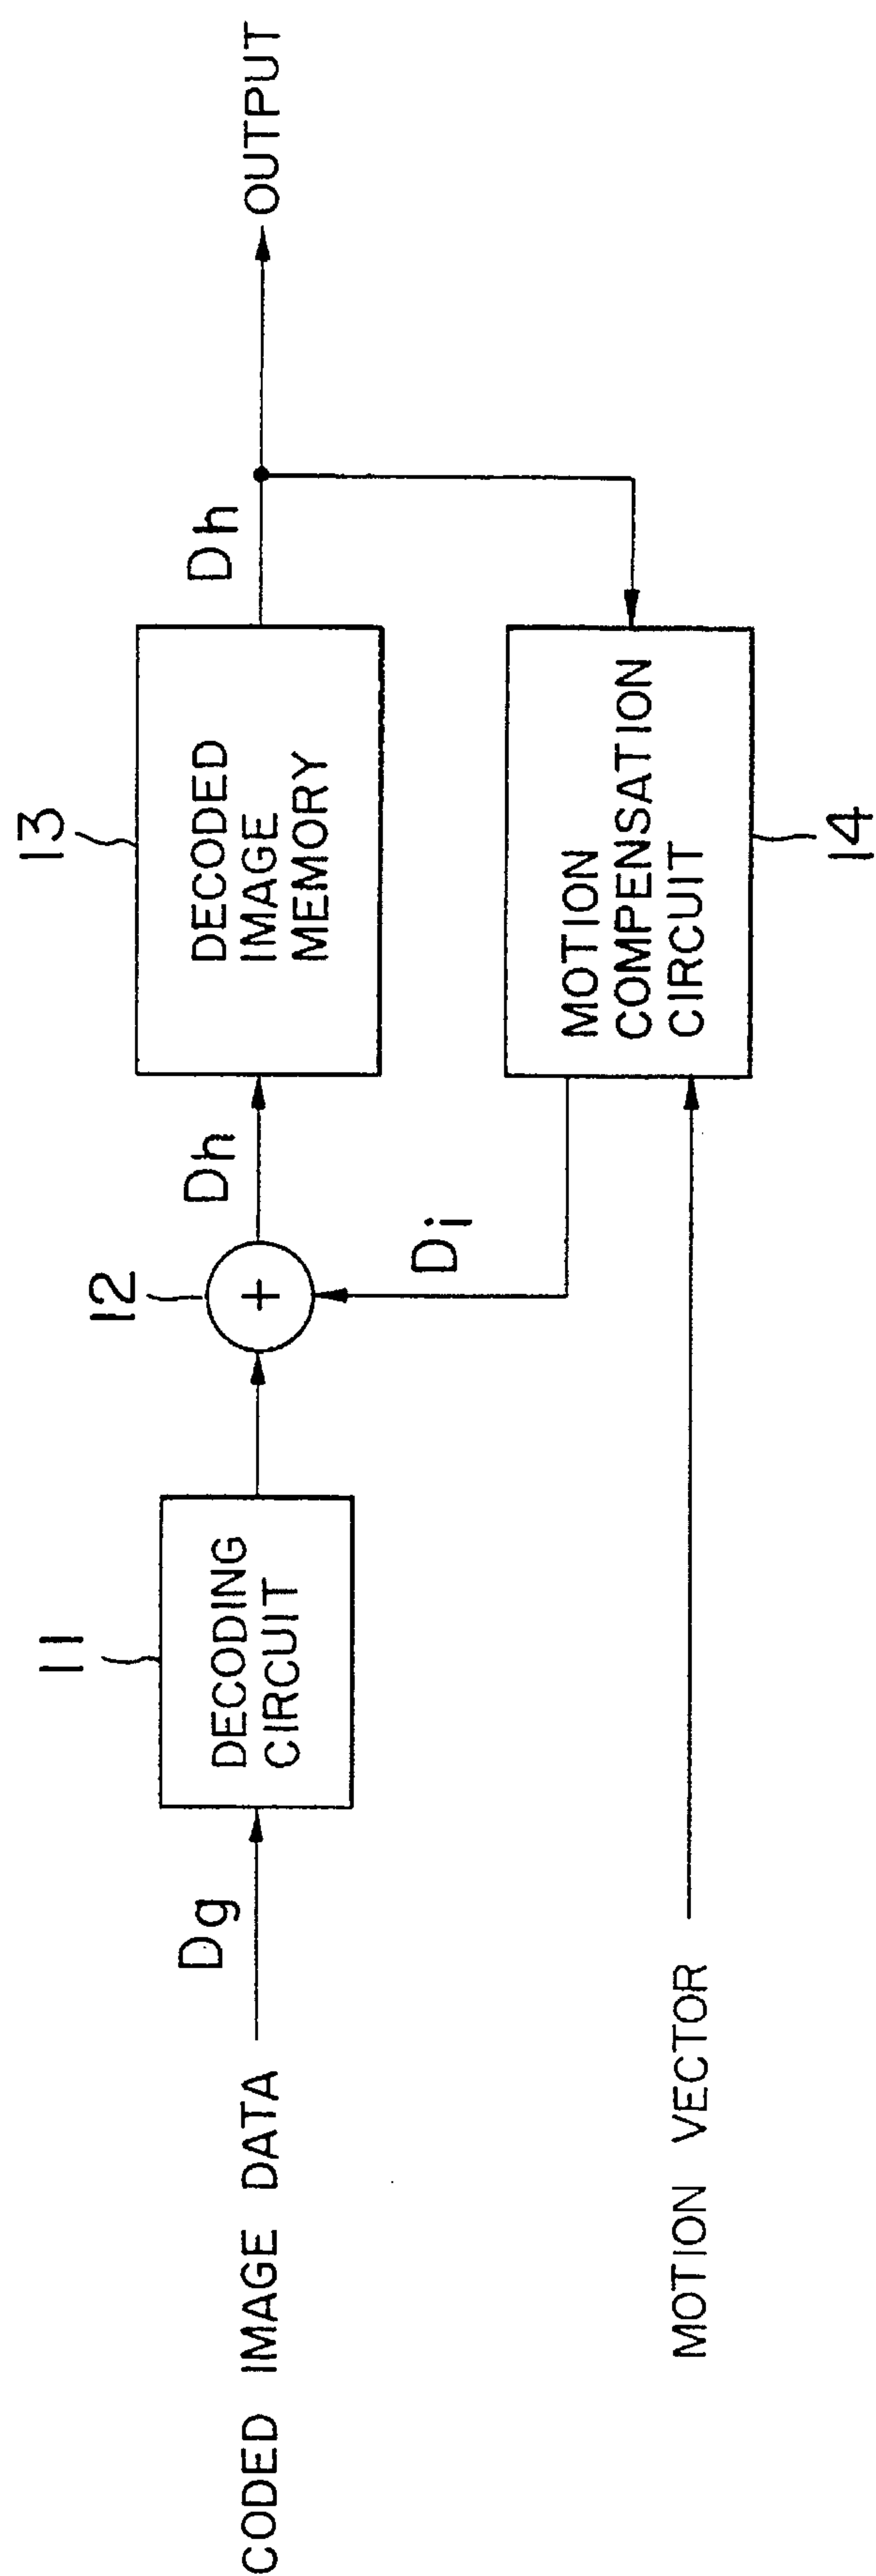 CODED IMAGE DATA
Dg
11
DECODING
CIRCUIT
12
+
Dh
13
DECODED
IMAGE
MEMORY
Dh
OUTPUT
Di
MOTION VECTOR
MOTION
COMPENSATION
CIRCUIT
14